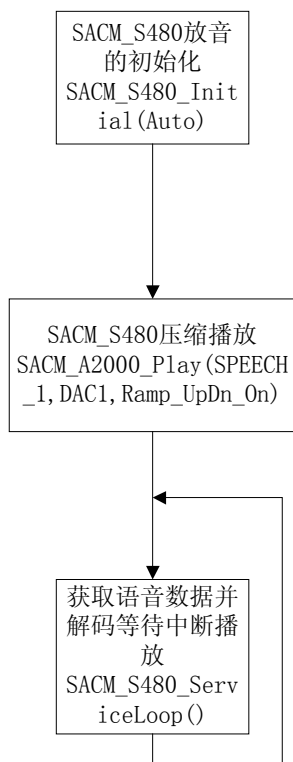 SACM_S480放音
的初始化
SACM_S480_Init
ial(Auto)
SACM_S480压缩播放
SACM_A2000_Play(SPEECH
_1,DAC1,Ramp_UpDn_On)
获取语音数据并
解码等待中断播
放
SACM_S480_Serv
iceLoop()